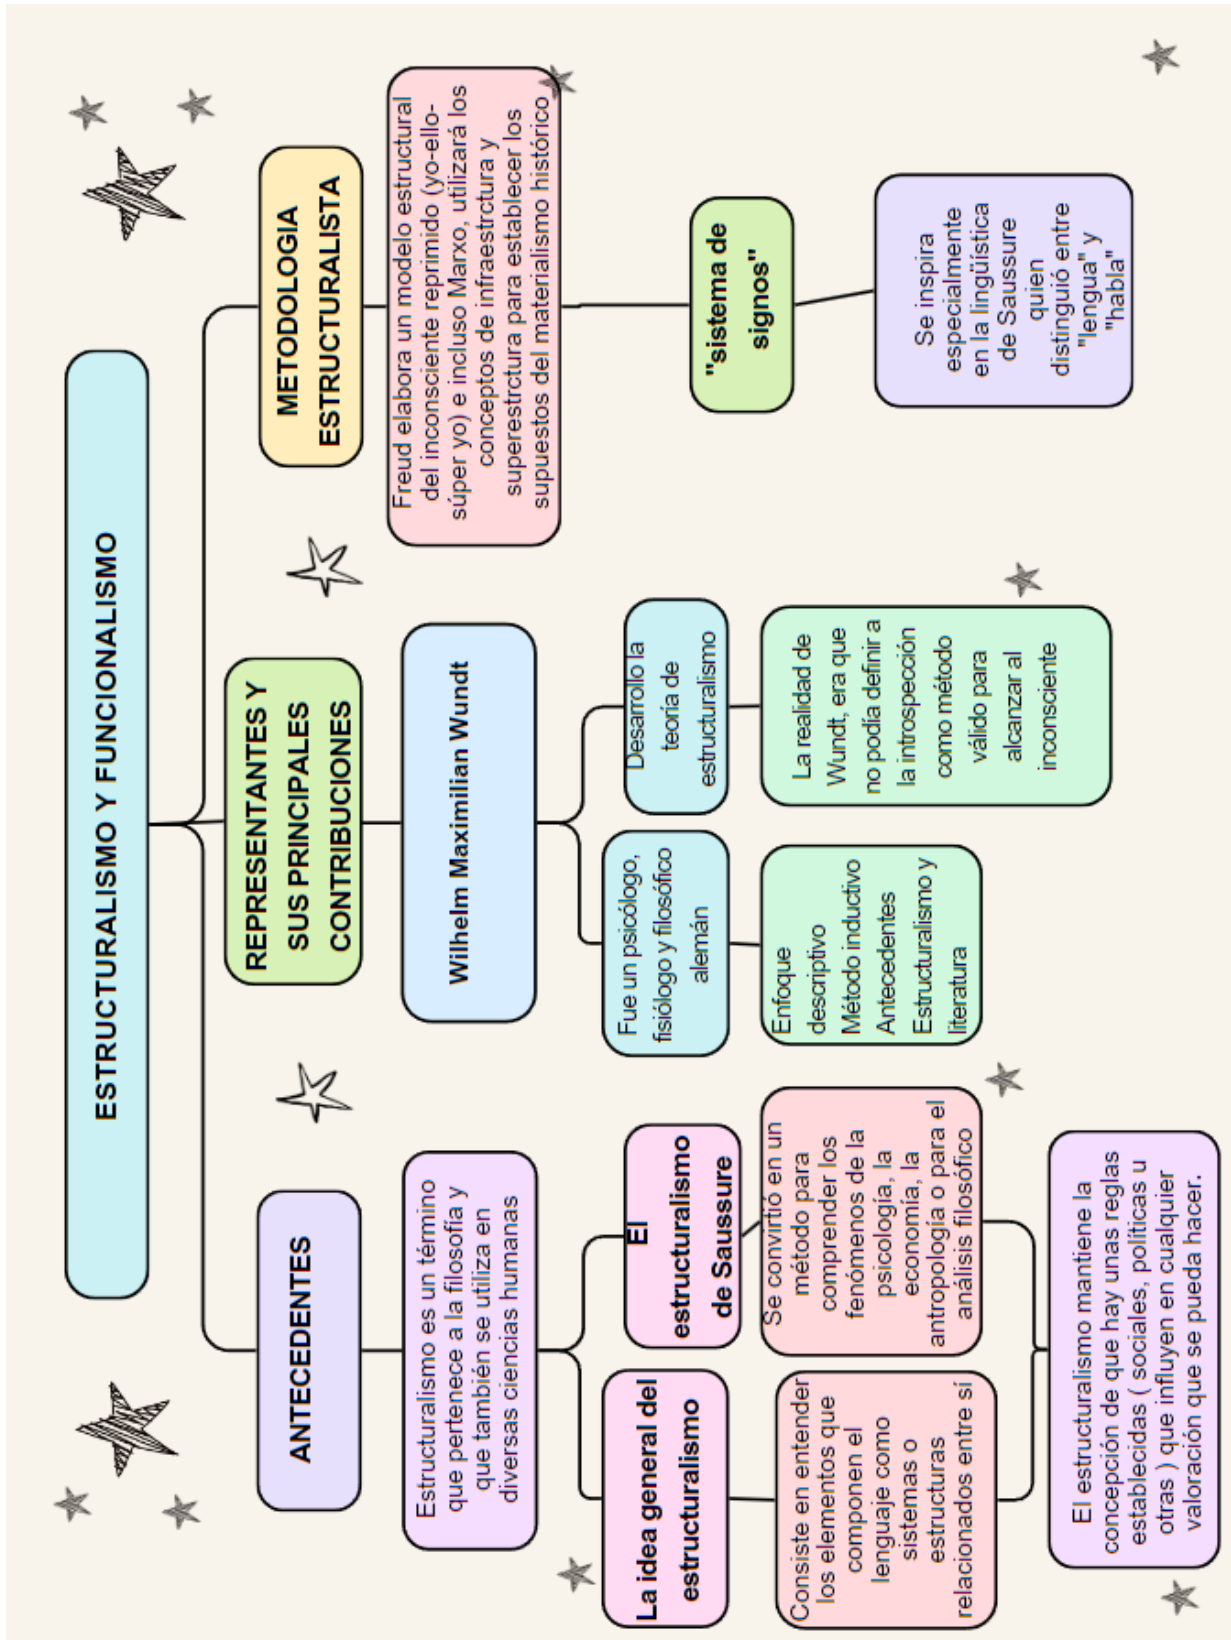 ESTRUCTURALISMO Y FUNCIONALISMO
ANTECEDENTES
Estructuralismo es un término
que pertenece a la filosofía y
que también se utiliza en
diversas ciencias humanas
La idea general del
estructuralismo
Consiste en entender
los elementos que
componen el
lenguaje como
sistemas o
estructuras
relacionados entre sí
El
estructuralismo
de Saussure
Se convirtió en un
método para
comprender los
fenómenos de la
psicología, la
economía, la
antropología o para el
análisis filosófico
El estructuralismo mantiene la
concepción de que hay unas reglas
establecidas ( sociales, políticas u
otras ) que influyen en cualquier
valoración que se pueda hacer.
REPRESENTANTES Y
SUS PRINCIPALES
CONTRIBUCIONES
Wilhelm Maximilian Wundt
Fue un psicólogo,
fisiólogo y filosófico
alemán
Enfoque
descriptivo
Método inductivo
Antecedentes
Estructuralismo y
literatura
Desarrollo la
teoría de
estructuralismo
La realidad de
Wundt, era que
no podía definir a
la introspección
como método
válido para
alcanzar al
inconsciente
METODOLOGIA
ESTRUCTURALISTA
Freud elabora un modelo estructural
del inconsciente reprimido (yo-ello-
súper yo) e incluso Marxo, utilizará los
conceptos de infraestrctura y
superestrctura para establecer los
supuestos del materialismo histórico
"sistema de
signos"
Se inspira
especialmente
en la lingüística
de Saussure
quien
distinguió entre
"lengua" y
"habla"